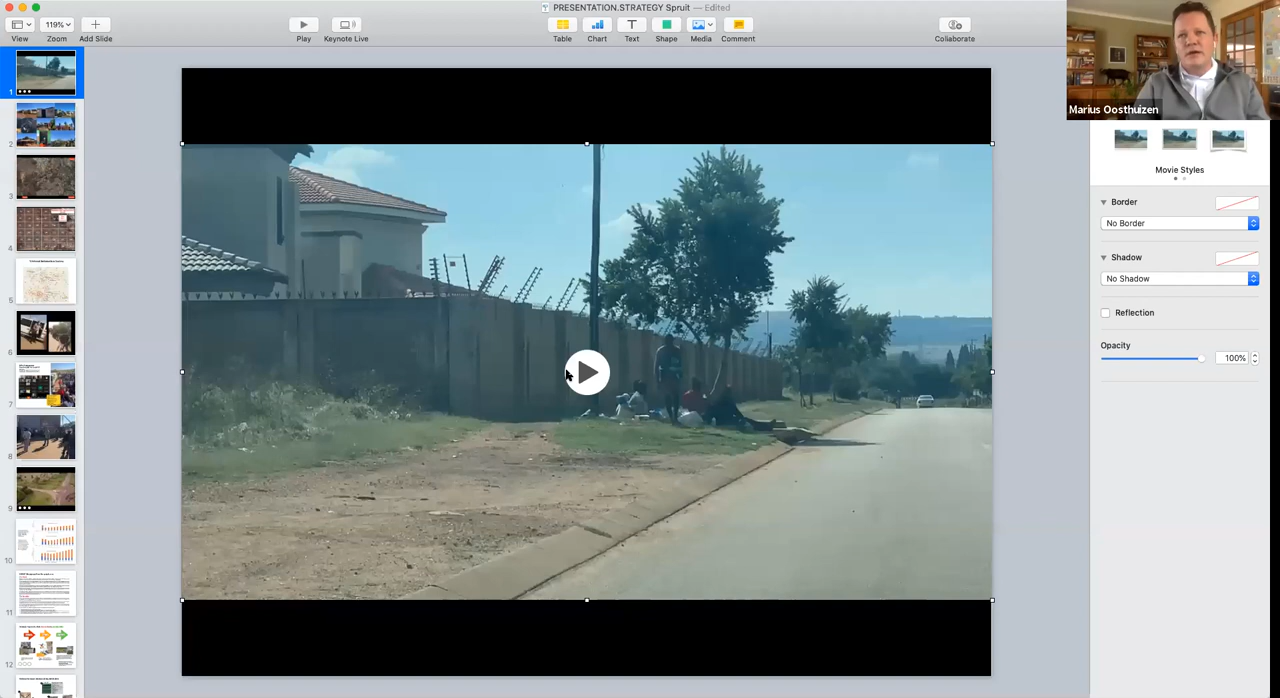 PRESENTATION.STRATEGY Spruit — Edited
119%
View
Zoom
Add Slide
Play
Keynote Live
Table
Chart
Text
Shape
Media
Comment
Collaborate
Marius Oosthuizen
Movie Styles
Border
No Border
Shadow
No Shadow
Reflection
Opacity
100%
1
2
3
4
5
6
7
8
9
10
11
12